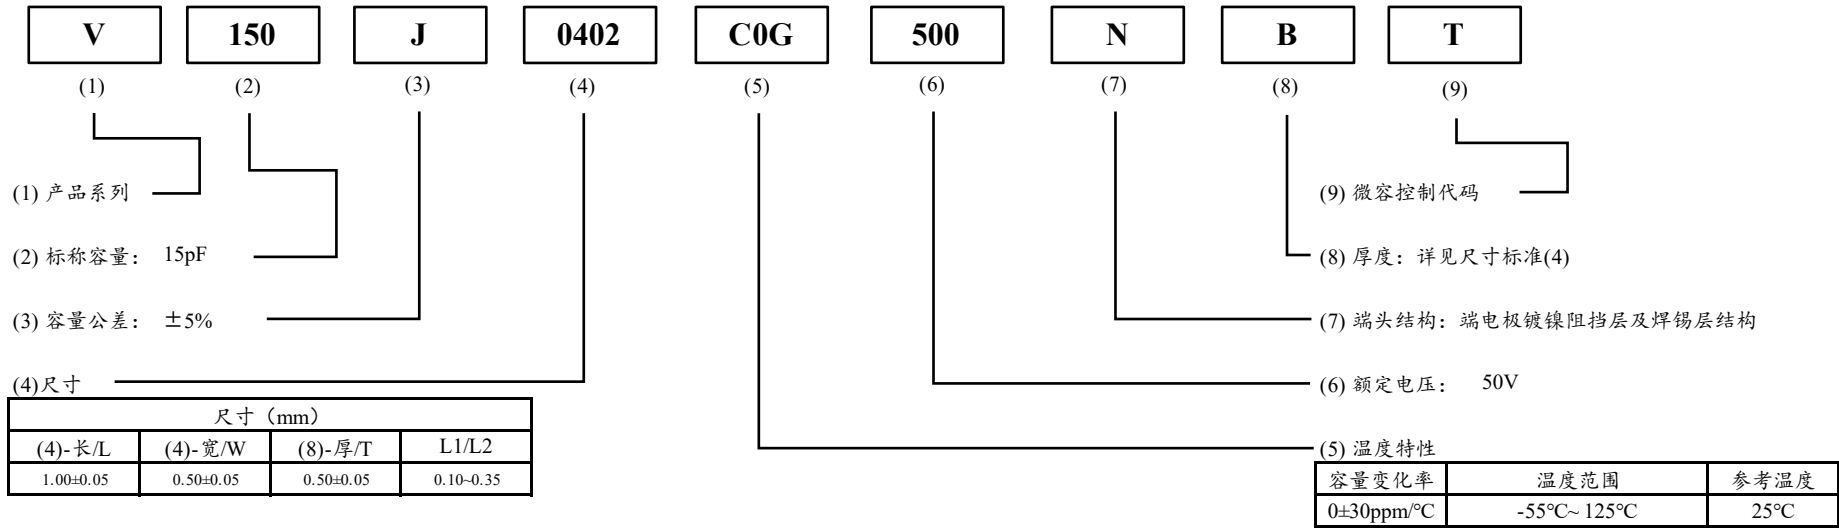 V 150 J 0402 C0G 500 N B T
(1) (2) (3) (4) (5) (6) (7) (8) (9)
(1) 产品系列
(9) 微容控制代码
(2) 标称容量： 15pF
(8) 厚度：详见尺寸标准(4)
(3) 容量公差： ±5%
(7) 端头结构：端电极镀镍阻挡层及焊锡层结构
(4)尺寸
(6) 额定电压： 50V
尺寸（mm）
(4)-长/L (4)-宽/W (8)-厚/T L1/L2
1.00±0.05 0.50±0.05 0.50±0.05 0.10~0.35
(5) 温度特性
容量变化率 温度范围 参考温度
0±30ppm/℃ -55℃~ 125℃ 25℃